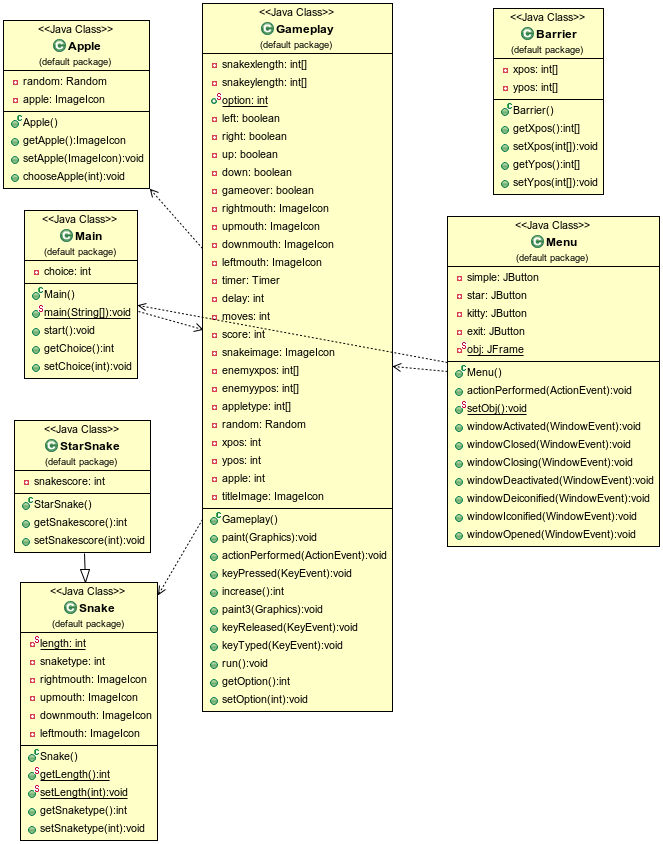 <<Java Class>>
Apple
(default package)
random: Random
apple: ImageIcon
Apple()
getApple():ImageIcon
setApple(ImageIcon):void
chooseApple(int):void
<<Java Class>>
Main
(default package)
choice: int
Main()
main(String[]):void
start():void
getChoice():int
setChoice(int):void
<<Java Class>>
StarSnake
(default package)
snakescore: int
StarSnake()
getSnakescore():int
setSnakescore(int):void
<<Java Class>>
Snake
(default package)
length: int
snaketype: int
rightmouth: ImageIcon
upmouth: ImageIcon
downmouth: ImageIcon
leftmouth: ImageIcon
Snake()
getLength():int
setLength(int):void
getSnaketype():int
setSnaketype(int):void
<<Java Class>>
Gameplay
(default package)
snakexlength: int[]
snakeylength: int[]
option: int
left: boolean
right: boolean
up: boolean
down: boolean
gameover: boolean
rightmouth: ImageIcon
upmouth: ImageIcon
downmouth: ImageIcon
leftmouth: ImageIcon
timer: Timer
delay: int
moves: int
score: int
snakeimage: ImageIcon
enemyxpos: int[]
enemyypos: int[]
appletype: int[]
random: Random
xpos: int
ypos: int
apple: int
titleImage: ImageIcon
Gameplay()
paint(Graphics):void
actionPerformed(ActionEvent):void
keyPressed(KeyEvent):void
increase():int
paint3(Graphics):void
keyReleased(KeyEvent):void
keyTyped(KeyEvent):void
run():void
getOption():int
setOption(int):void
<<Java Class>>
Barrier
(default package)
xpos: int[]
ypos: int[]
Barrier()
getXpos():int[]
setXpos(int[]):void
getYpos():int[]
setYpos(int[]):void
<<Java Class>>
Menu
(default package)
simple: JButton
star: JButton
kitty: JButton
exit: JButton
obj: JFrame
Menu()
actionPerformed(ActionEvent):void
setObj():void
windowActivated(WindowEvent):void
windowClosed(WindowEvent):void
windowClosing(WindowEvent):void
windowDeactivated(WindowEvent):void
windowDeiconified(WindowEvent):void
windowIconified(WindowEvent):void
windowOpened(WindowEvent):void